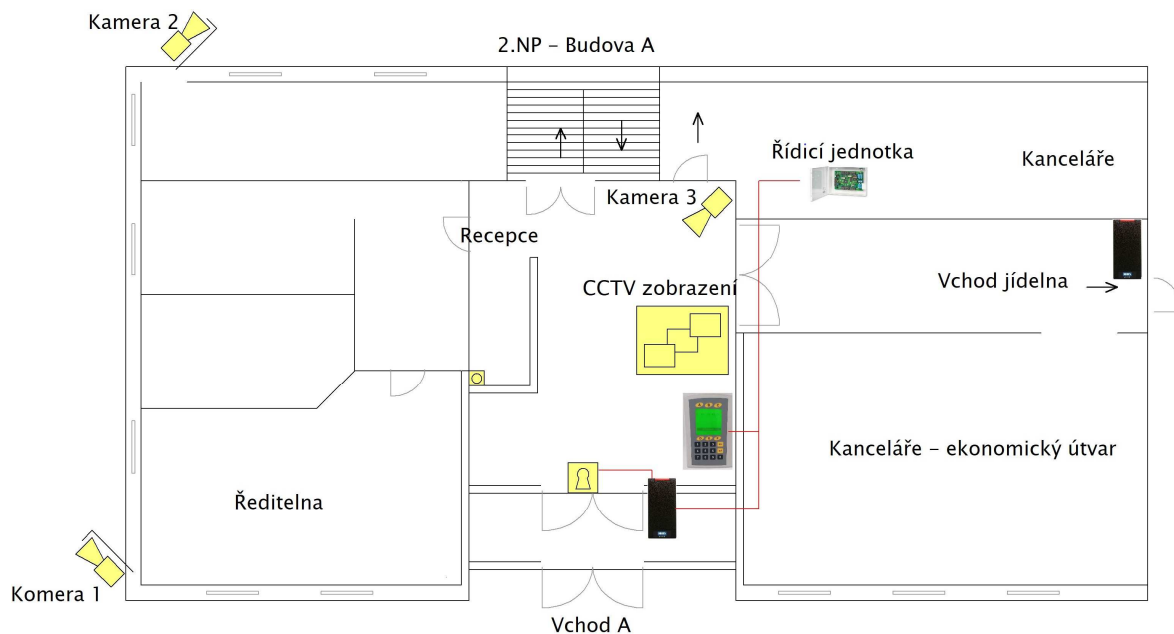 Kamera 2
2.NP – Budova A
Řídicí jednotka
Kanceláře
Kamera 3
Recepce
CCTV zobrazení
Vchod jídelna
Kanceláře – ekonomický útvar
Ředitelna
Komera 1
Vchod A